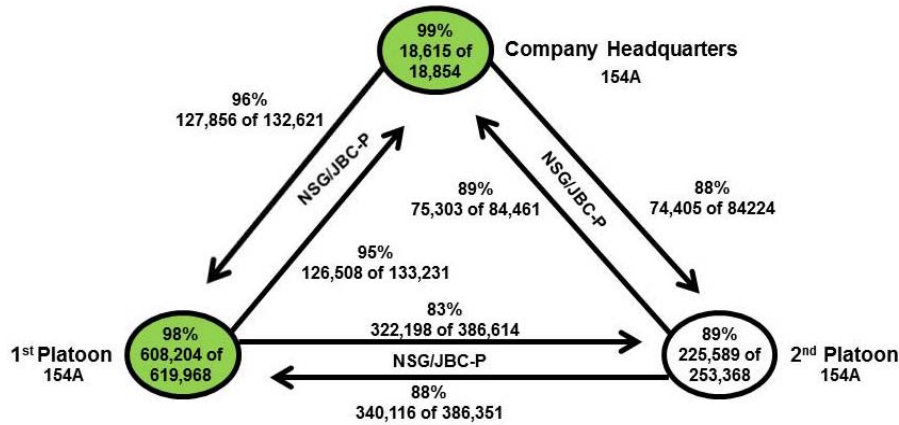 99%
18,615 of
18,854
Company Headquarters
154A
96%
127,856 of 132,621
NSG/JBC-P
NSG/JBC-P
89%
75,303 of 84,461
88%
74,405 of 84224
95%
126,508 of 133,231
83%
322,198 of 386,614
1st Platoon
154A
98%
608,204 of
619,968
NSG/JBC-P
89%
225,589 of
253,368
2nd Platoon
154A
88%
340,116 of 386,351